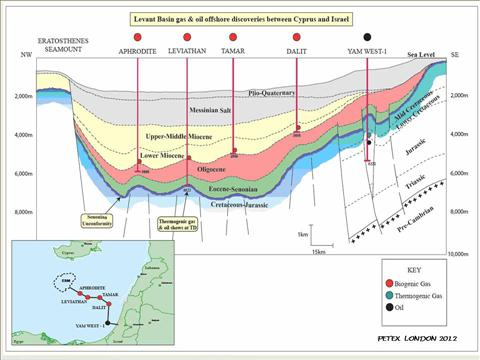 Levant Basin gas & oil offshore discoveries between Cyprus and Israel
ERATOSTHENES
SEAMOUNT
APHRODITE
LEVIATHAN
TAMAR
DALIT
YAM WEST-1
Sea Level
NW
SE
Plio-Quaternary
Messinian Salt
2,000m
2,000m
Mid Cretaceous
Lower Cretaceous
Upper-Middle Miocene
4,000m
4,000m
Lower Miocene
Oligocene
Jurassic
6,000m
6,000m
Eocene-Senonian
Triassic
Cretaceous-Jurassic
Pre-Cambrian
8,000m
8,000m
Senonian
Unconformity
Thermogenic gas
& oil shows at TD
1km
15km
10,000m
Cyprus
ESM
APHRODITE
LEVIATHAN
TAMAR
DALIT
YAM WEST - 1
Lebanon
Egypt
KEY
Biogenic Gas
Thermogenic Gas
Oil
PETEX LONDON 2012